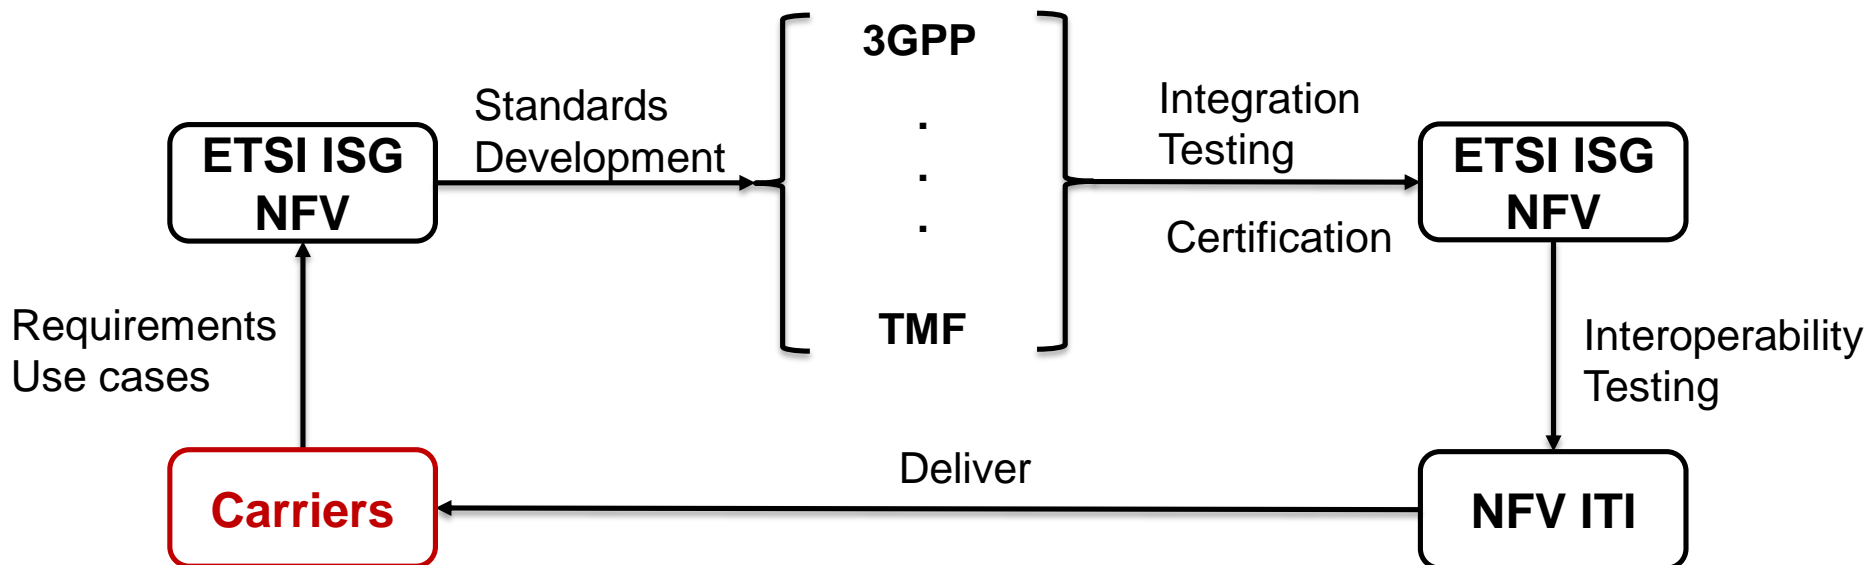 3GPP
.
.
.
TMF
ETSI ISG
NFV
Standards
Development
Integration
Testing
Certification
ETSI ISG
NFV
Requirements
Use cases
Interoperability
Testing
Carriers
Deliver
NFV ITI